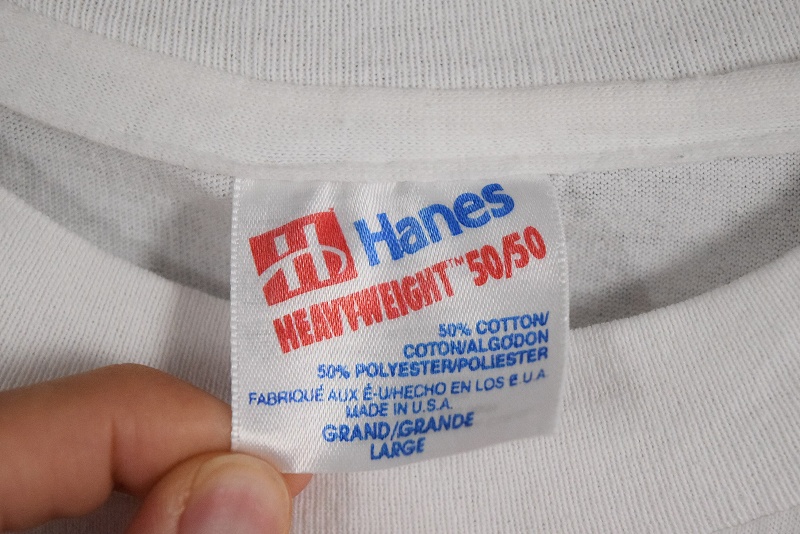 Hanes
HEAVYWEIGHT™ 50/50
50% COTTON/
COTON/ALGODON
50% POLYESTER/POLIESTER
FABRIQUÉ AUX É-U/HECHO EN LOS E.U.A.
MADE IN U.S.A.
GRAND/GRANDE
LARGE